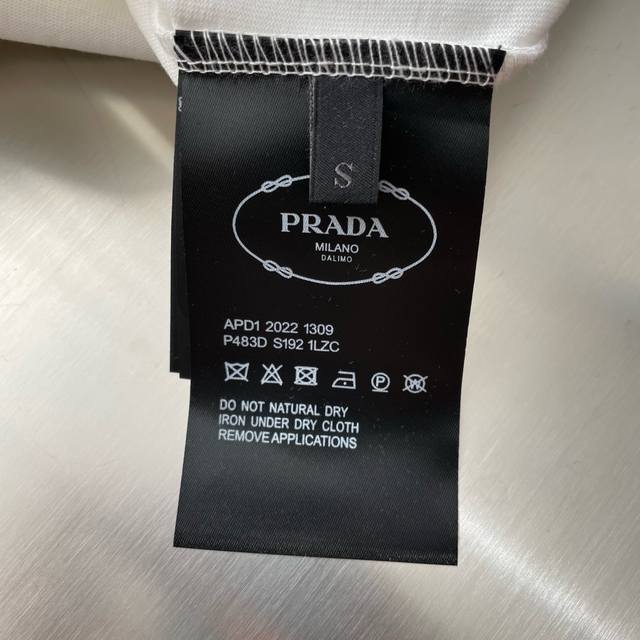 S
PRADA
MILANO
DALIMO
APD1 2022 1309
P483D S192 1LZC
DO NOT NATURAL DRY
IRON UNDER DRY CLOTH
REMOVE APPLICATIONS